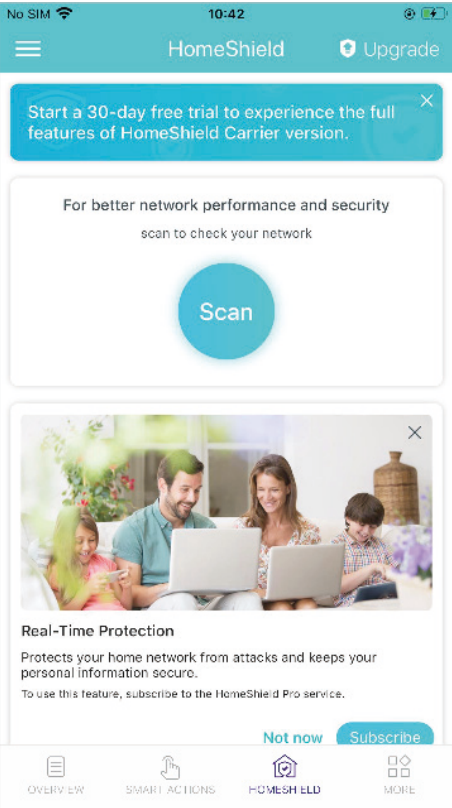 No SIM 10:42
HomeShield Upgrade
Start a 30-day free trial to experience the full
features of HomeShield Carrier version.
For better network performance and security
scan to check your network
Scan
Real-Time Protection
Protects your home network from attacks and keeps your
personal information secure.
To use this feature, subscribe to the HomeShield Pro service.
Not now Subscribe
OVERVIEW SMART ACTIONS HOMESHIELD MORE